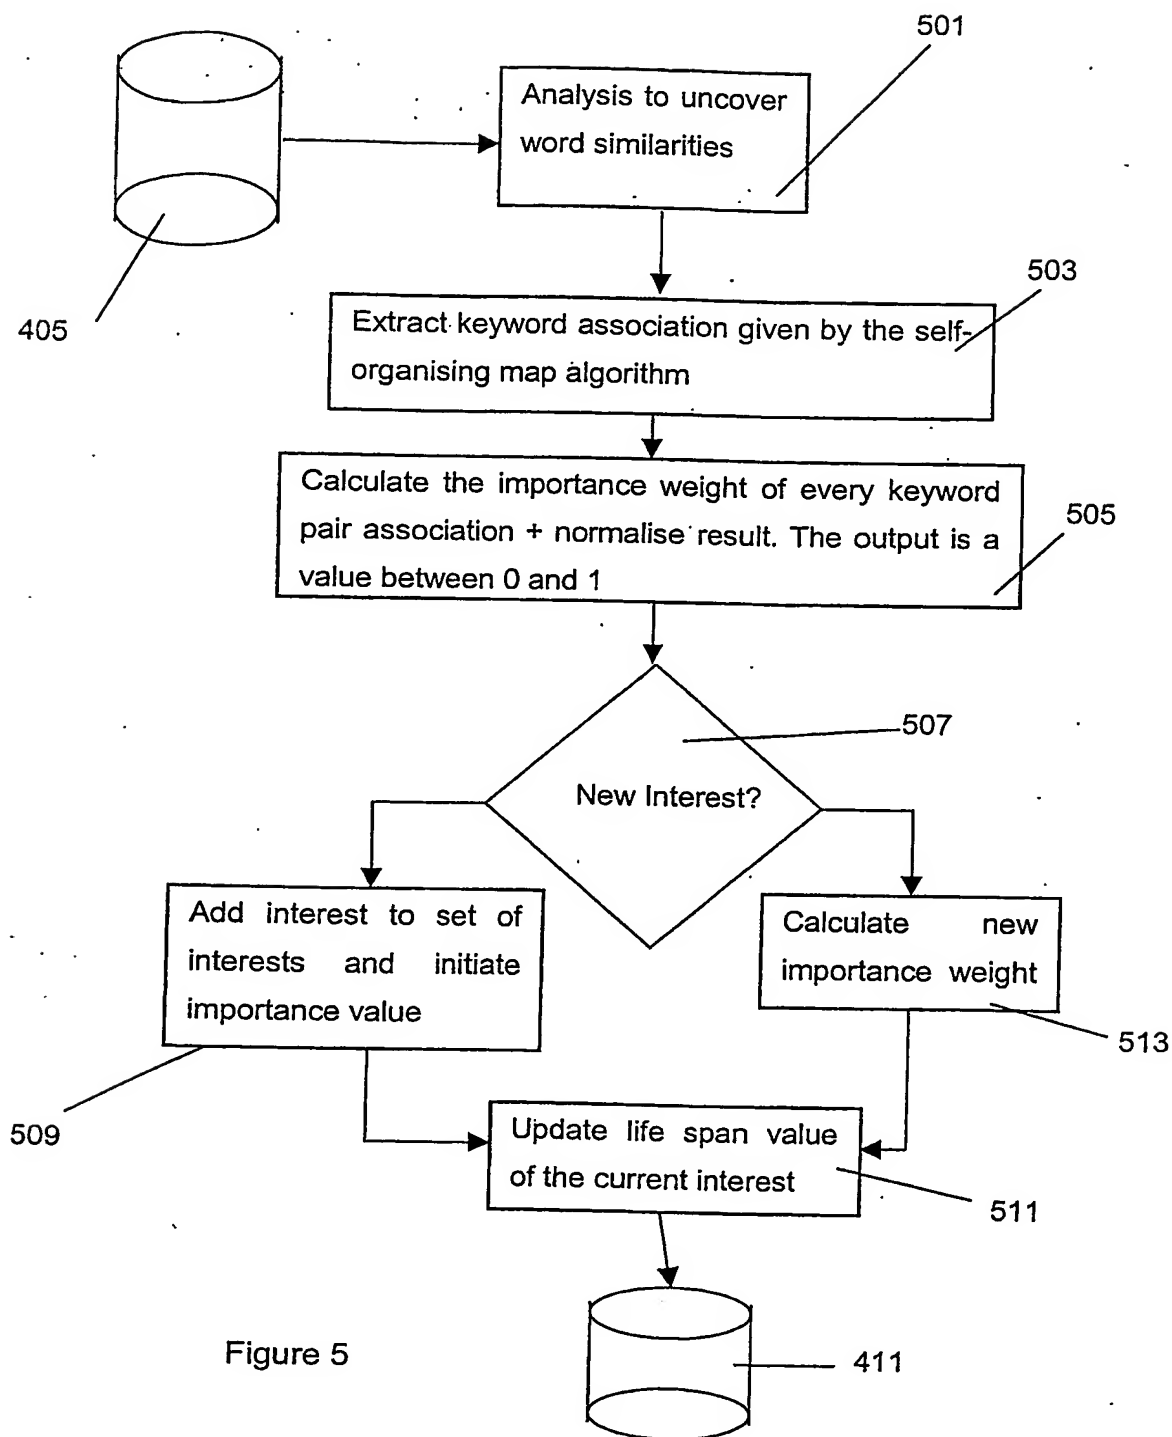 501
Analysis to uncover
word similarities
405
503
Extract keyword association given by the self-
organising map algorithm
505
Calculate the importance weight of every keyword
pair association + normalise result. The output is a
value between 0 and 1
507
New Interest?
Add interest to set of
interests and initiate
importance value
509
Calculate new
importance weight
513
Update life span value
of the current interest
511
411
Figure 5